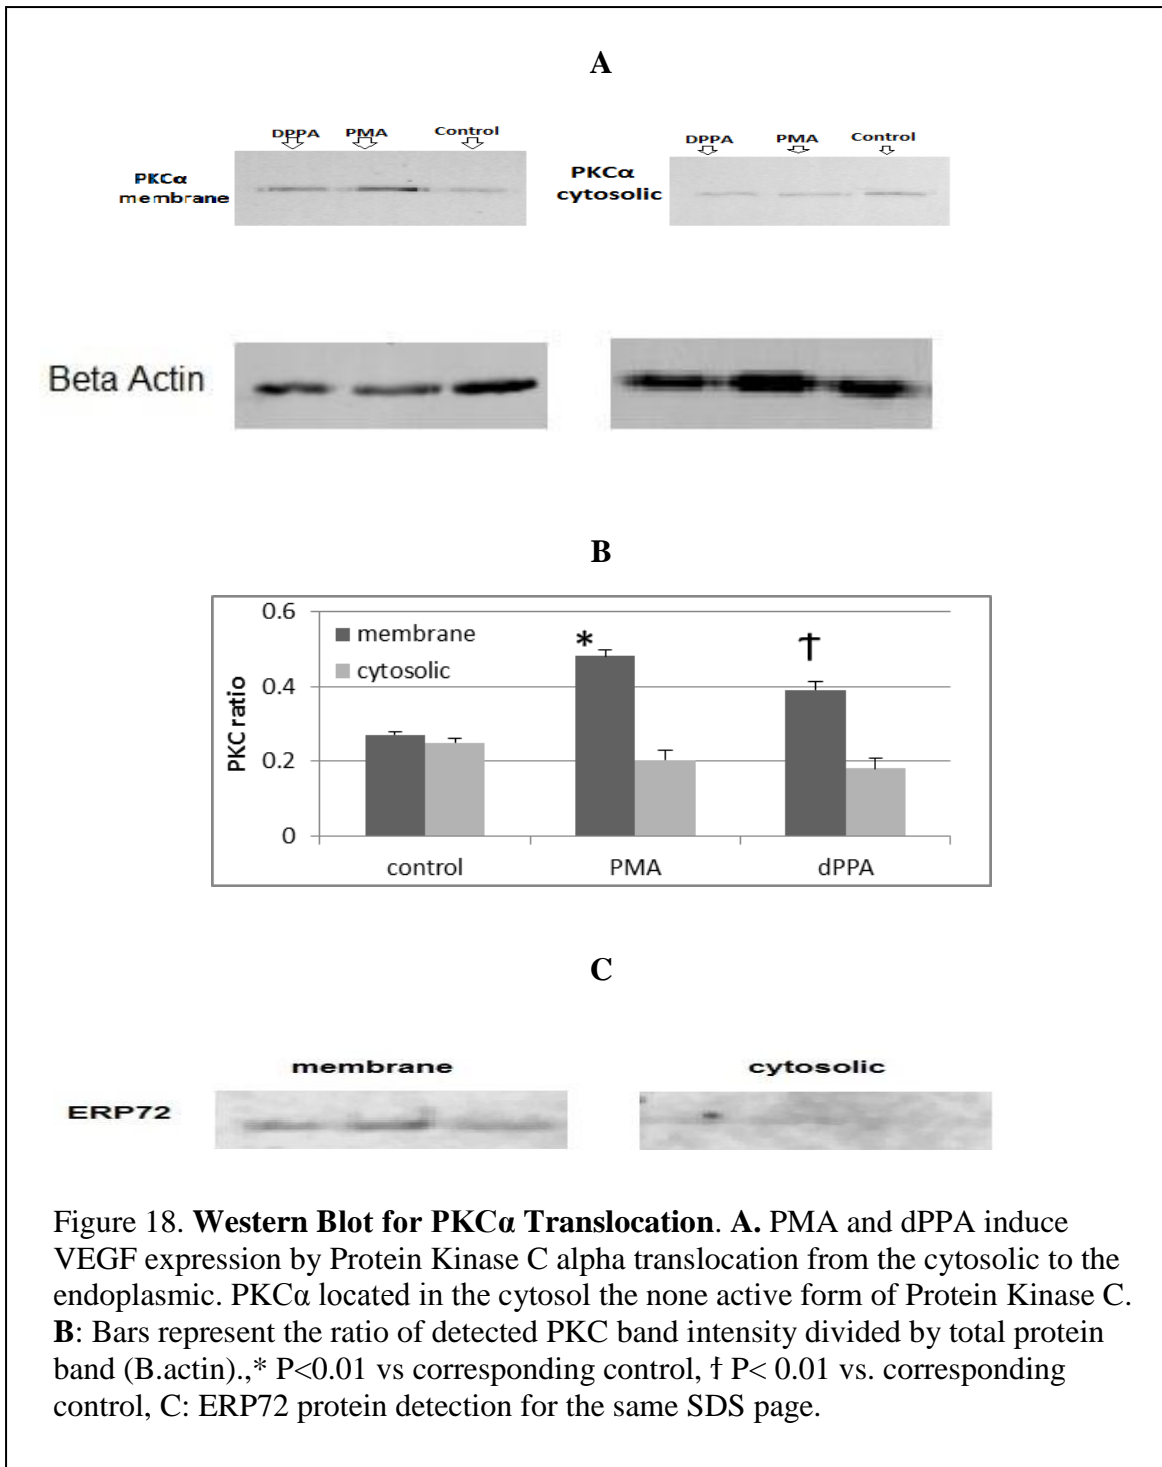 A
DPPA PMA Control
PKCα
membrane
DPPA PMA Control
PKCα
cytosolic
Beta Actin
B
0.6
0.4
0.2
0
PKC ratio
membrane
cytosolic
*
†
control PMA dPPA
C
membrane cytosolic
ERP72
Figure 18. Western Blot for PKCα Translocation. A. PMA and dPPA induce
VEGF expression by Protein Kinase C alpha translocation from the cytosolic to the
endoplasmic. PKCα located in the cytosol the none active form of Protein Kinase C.
B: Bars represent the ratio of detected PKC band intensity divided by total protein
band (B.actin).,* P<0.01 vs corresponding control, † P< 0.01 vs. corresponding
control, C: ERP72 protein detection for the same SDS page.